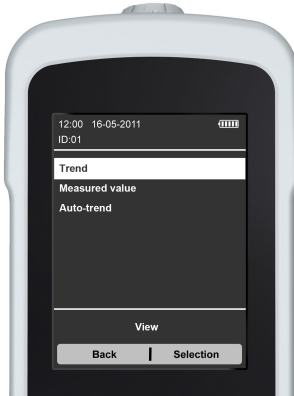 12:00 16-05-2011
ID:01
Trend
Measured value
Auto-trend
View
Back Selection